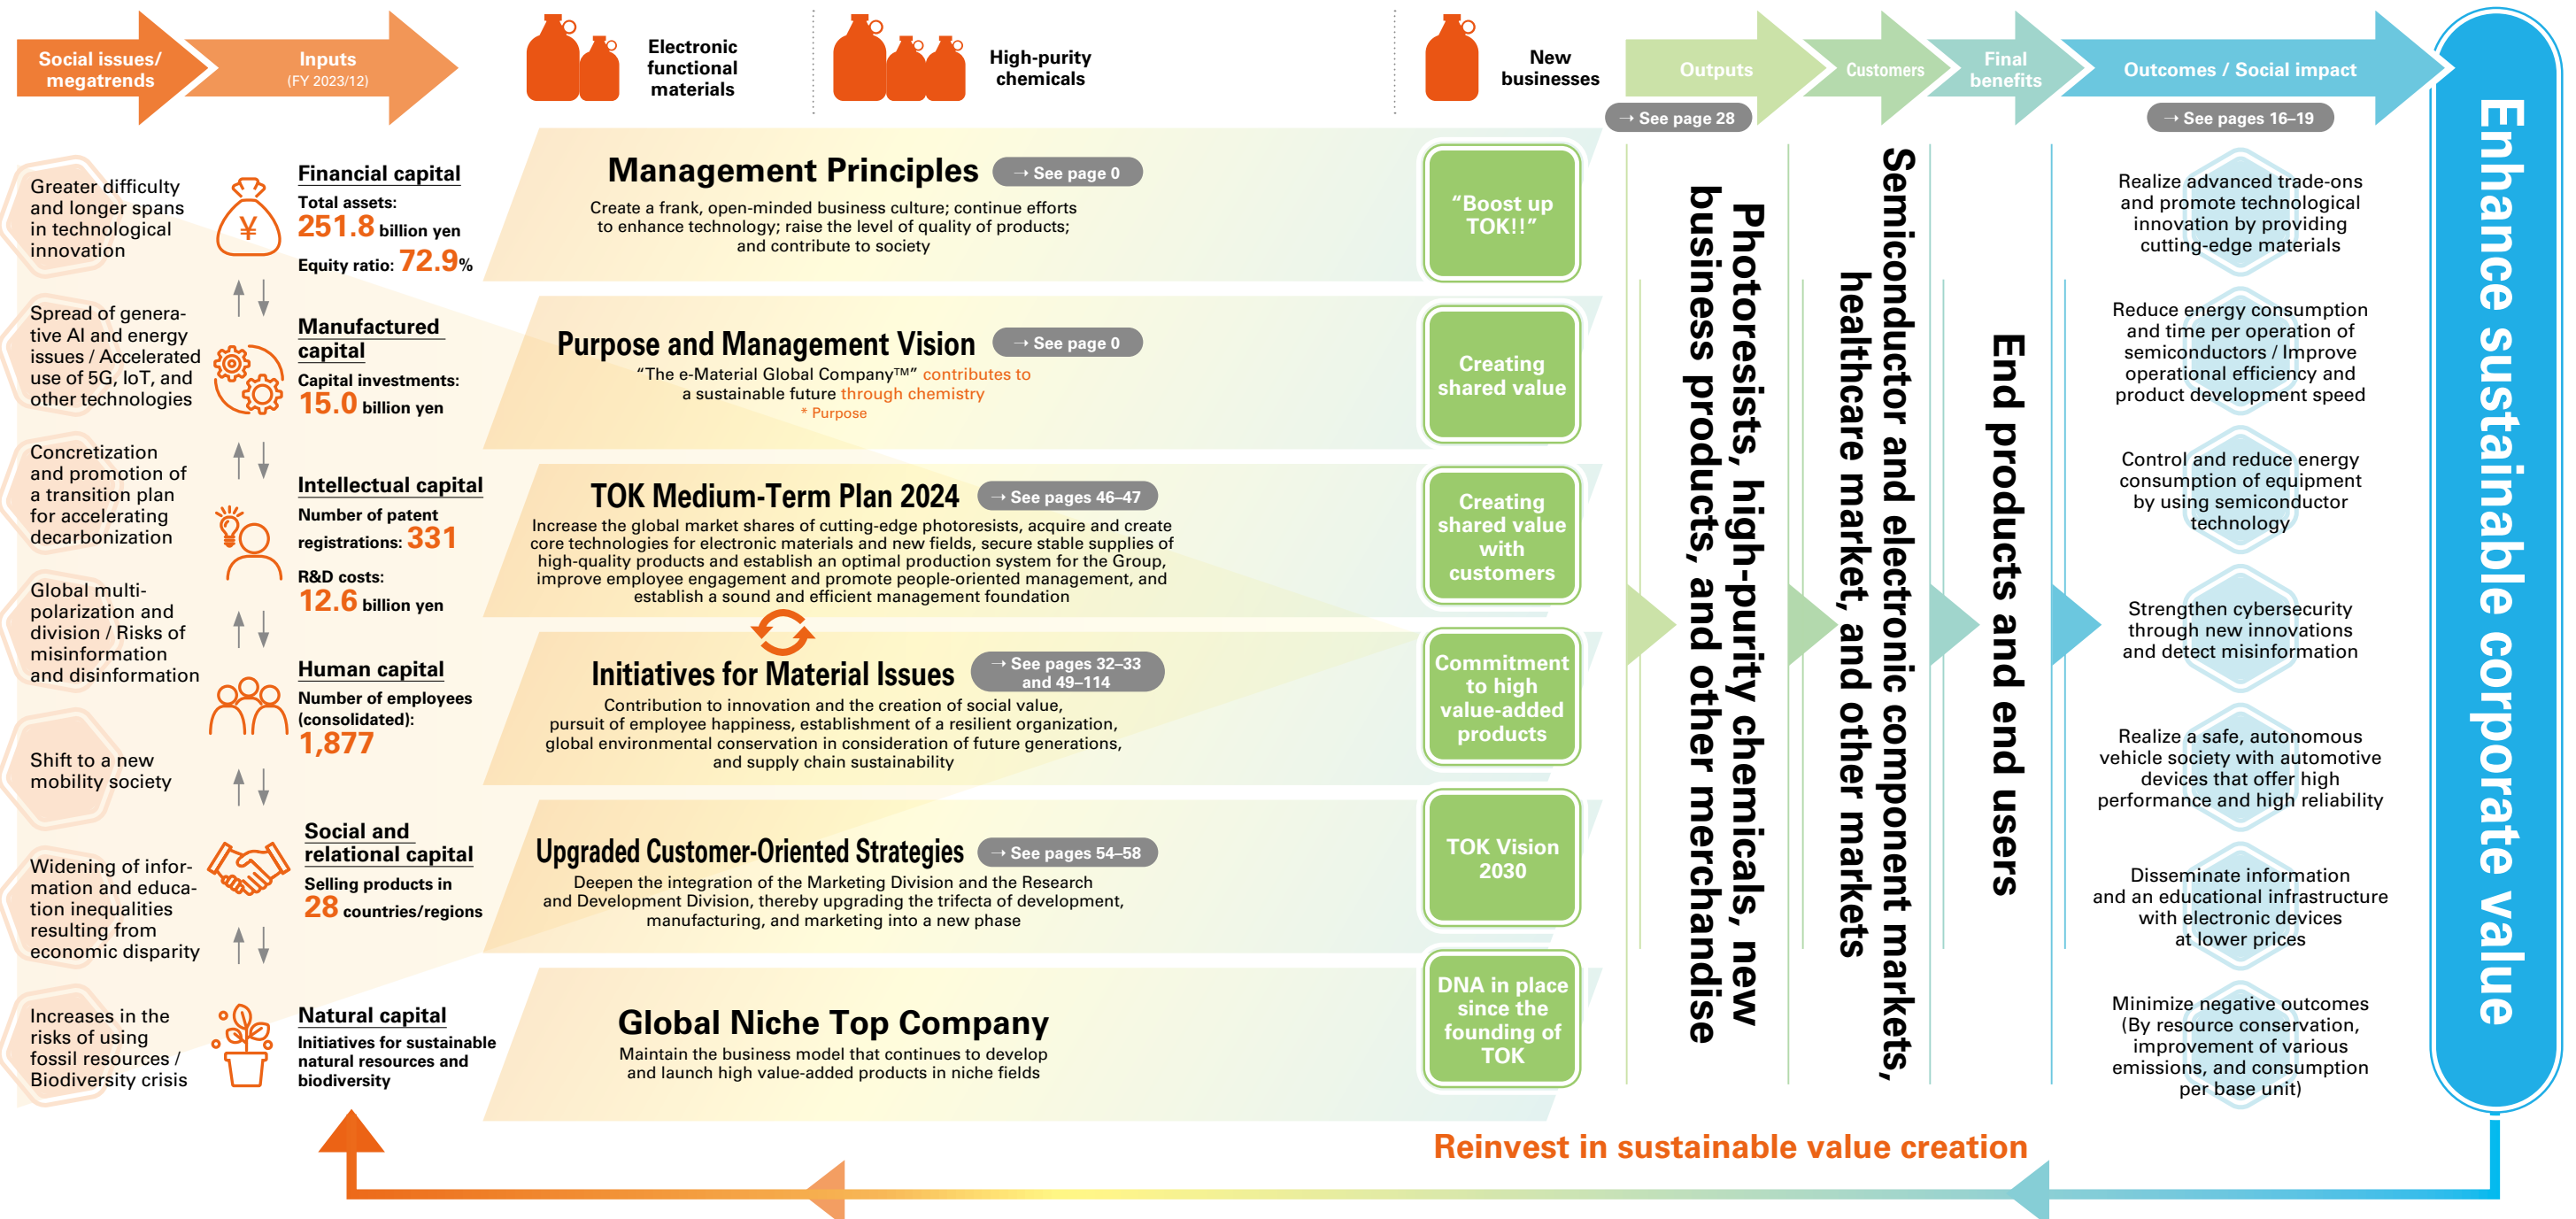 Social issues/
megatrends
Inputs
(FY 2023/12)
Electronic
functional
materials
High-purity
chemicals
New
businesses
Outputs
→ See page 28
Customers
Final
benefits
Outcomes / Social impact
→ See pages 16–19
Greater difficulty
and longer spans
in technological
innovation
Spread of genera-
tive AI and energy
issues / Accelerated
use of 5G, IoT, and
other technologies
Concretization
and promotion of
a transition plan
for accelerating
decarbonization
Global multi-
polarization and
division / Risks of
misinformation
and disinformation
Shift to a new
mobility society
Widening of infor-
mation and educa-
tion inequalities
resulting from
economic disparity
Increases in the
risks of using
fossil resources /
Biodiversity crisis
¥
Financial capital
Total assets:
251.8 billion yen
Equity ratio: 72.9%
Manufactured
capital
Capital investments:
15.0 billion yen
Intellectual capital
Number of patent
registrations: 331
R&D costs:
12.6 billion yen
Human capital
Number of employees
(consolidated):
1,877
Social and
relational capital
Selling products in
28 countries/regions
Natural capital
Initiatives for sustainable
natural resources and
biodiversity
Management Principles → See page 0
Create a frank, open-minded business culture; continue efforts
to enhance technology; raise the level of quality of products;
and contribute to society
Purpose and Management Vision → See page 0
“The e-Material Global Company™” contributes to
a sustainable future through chemistry
* Purpose
TOK Medium-Term Plan 2024 → See pages 46–47
Increase the global market shares of cutting-edge photoresists, acquire and create
core technologies for electronic materials and new fields, secure stable supplies of
high-quality products and establish an optimal production system for the Group,
improve employee engagement and promote people-oriented management, and
establish a sound and efficient management foundation
Initiatives for Material Issues → See pages 32–33
and 49–114
Contribution to innovation and the creation of social value,
pursuit of employee happiness, establishment of a resilient organization,
global environmental conservation in consideration of future generations,
and supply chain sustainability
Upgraded Customer-Oriented Strategies → See pages 54–58
Deepen the integration of the Marketing Division and the Research
and Development Division, thereby upgrading the trifecta of development,
manufacturing, and marketing into a new phase
Global Niche Top Company
Maintain the business model that continues to develop
and launch high value-added products in niche fields
“Boost up
TOK!!”
Creating
shared value
Creating
shared value
with
customers
Commitment
to high
value-added
products
TOK Vision
2030
DNA in place
since the
founding of
TOK
Photoresists, high-purity chemicals, new
business products, and other merchandise
Semiconductor and electronic component markets,
healthcare market, and other markets
End products and end users
Realize advanced trade-ons
and promote technological
innovation by providing
cutting-edge materials
Reduce energy consumption
and time per operation of
semiconductors / Improve
operational efficiency and
product development speed
Control and reduce energy
consumption of equipment
by using semiconductor
technology
Strengthen cybersecurity
through new innovations
and detect misinformation
Realize a safe, autonomous
vehicle society with automotive
devices that offer high
performance and high reliability
Disseminate information
and an educational infrastructure
with electronic devices
at lower prices
Minimize negative outcomes
(By resource conservation,
improvement of various
emissions, and consumption
per base unit)
Enhance sustainable corporate value
Reinvest in sustainable value creation